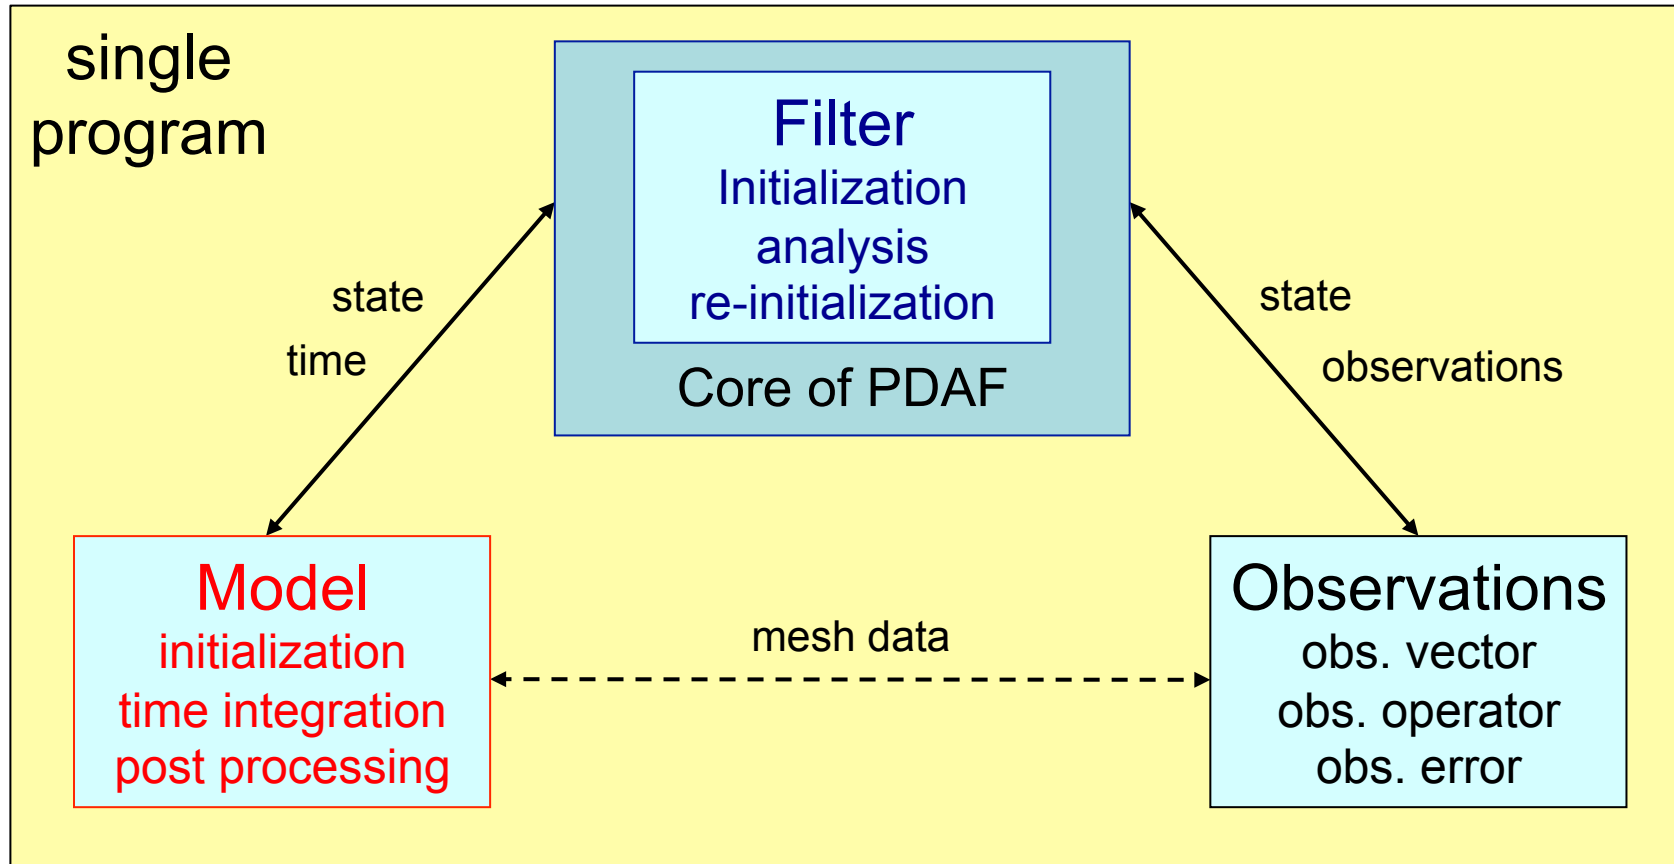 single
program
Filter
Initialization
analysis
re-initialization
Core of PDAF
state
time
state
observations
Model
initialization
time integration
post processing
mesh data
Observations
obs. vector
obs. operator
obs. error